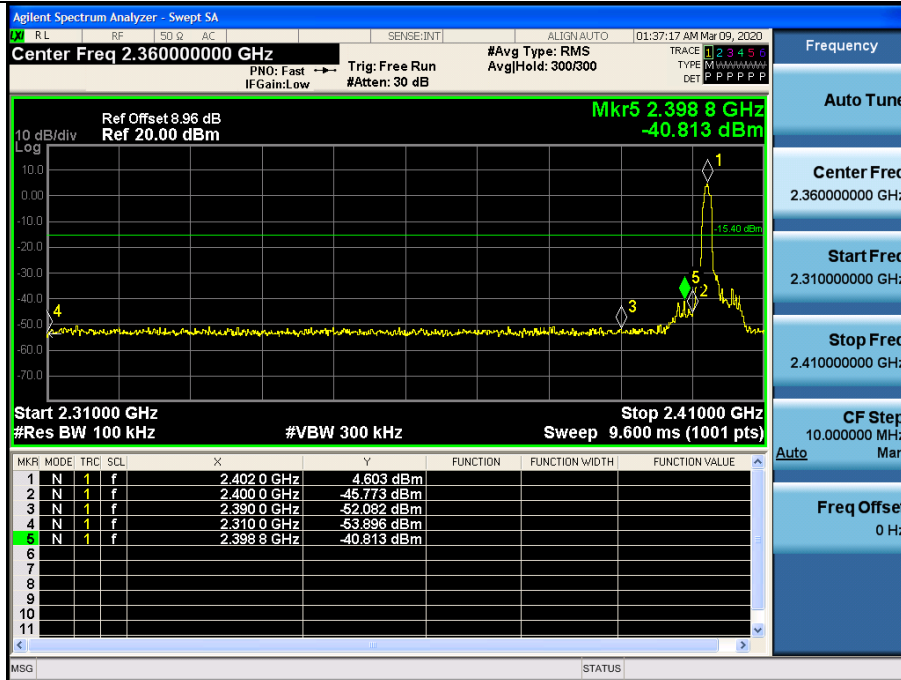 Agilent Spectrum Analyzer - Swept SA
LXI RL RF 50 Ω AC SENSE:INT ALIGN AUTO 01:37:17 AM Mar 09, 2020
Center Freq 2.360000000 GHz
PNO: Fast
IFGain:Low
Trig: Free Run
#Atten: 30 dB
#Avg Type: RMS
Avg|Hold: 300/300
TRACE 1 2 3 4 5 6
TYPE M WWWWW
DET P P P P P P
Frequency
Auto Tune
Center Freq
2.360000000 GHz
Start Freq
2.310000000 GHz
Stop Freq
2.410000000 GHz
CF Step
10.000000 MHz
Auto Man
Freq Offset
0 Hz
Mkr5 2.398 8 GHz
-40.813 dBm
Ref Offset 8.96 dB
10 dB/div Ref 20.00 dBm
Log
10.0
0.00
-10.0
-20.0
-30.0
-40.0
-50.0
-60.0
-70.0
1
-15.40 dBm
5
2
3
4
Start 2.31000 GHz Stop 2.41000 GHz
#Res BW 100 kHz #VBW 300 kHz Sweep 9.600 ms (1001 pts)
MKR MODE TRC SCL X Y FUNCTION FUNCTION WIDTH FUNCTION VALUE
1 N 1 f 2.402 0 GHz 4.603 dBm
2 N 1 f 2.400 0 GHz -45.773 dBm
3 N 1 f 2.390 0 GHz -52.082 dBm
4 N 1 f 2.310 0 GHz -53.896 dBm
5 N 1 f 2.398 8 GHz -40.813 dBm
6
7
8
9
10
11
MSG STATUS